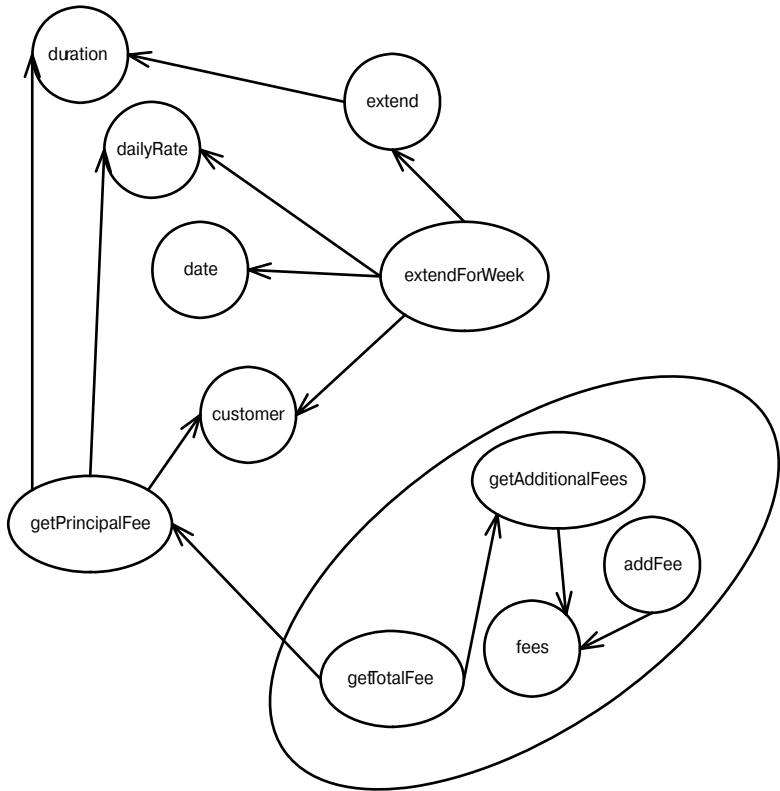 duration
extend
dailyRate
date
extendForWeek
customer
getAdditionalFees
getPrincipalFee
addFee
fees
getTotalFee